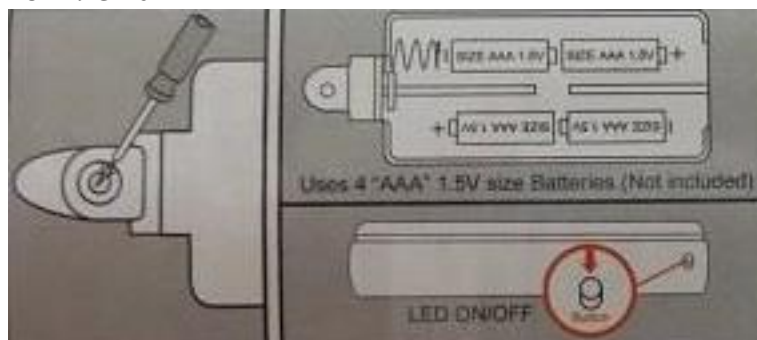 SIZE AAA 1.5V SIZE AAA 1.5V +
+ SIZE AAA 1.5V SIZE AAA 1.5V
Uses 4 "AAA" 1.5V size Batteries (Not included)
LED ON/OFF
Button